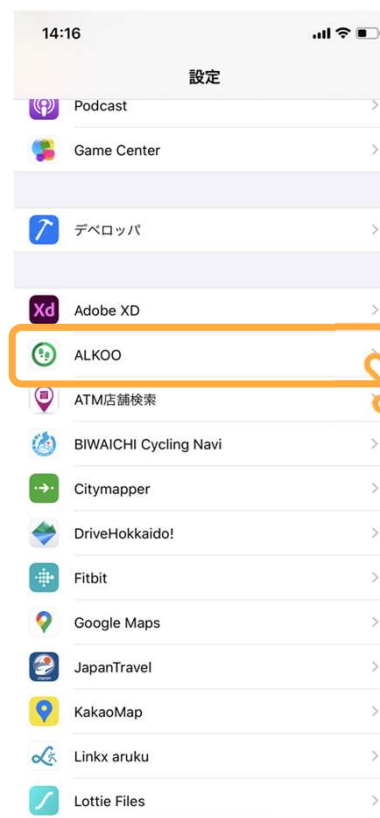 14:16
設定
Podcast
Game Center
デベロッパ
Xd Adobe XD
ALKOO
ATM店舗検索
BIWAICHI Cycling Navi
Citymapper
DriveHokkaido!
Fitbit
Google Maps
JapanTravel
KakaoMap
Linkx aruku
Lottie Files